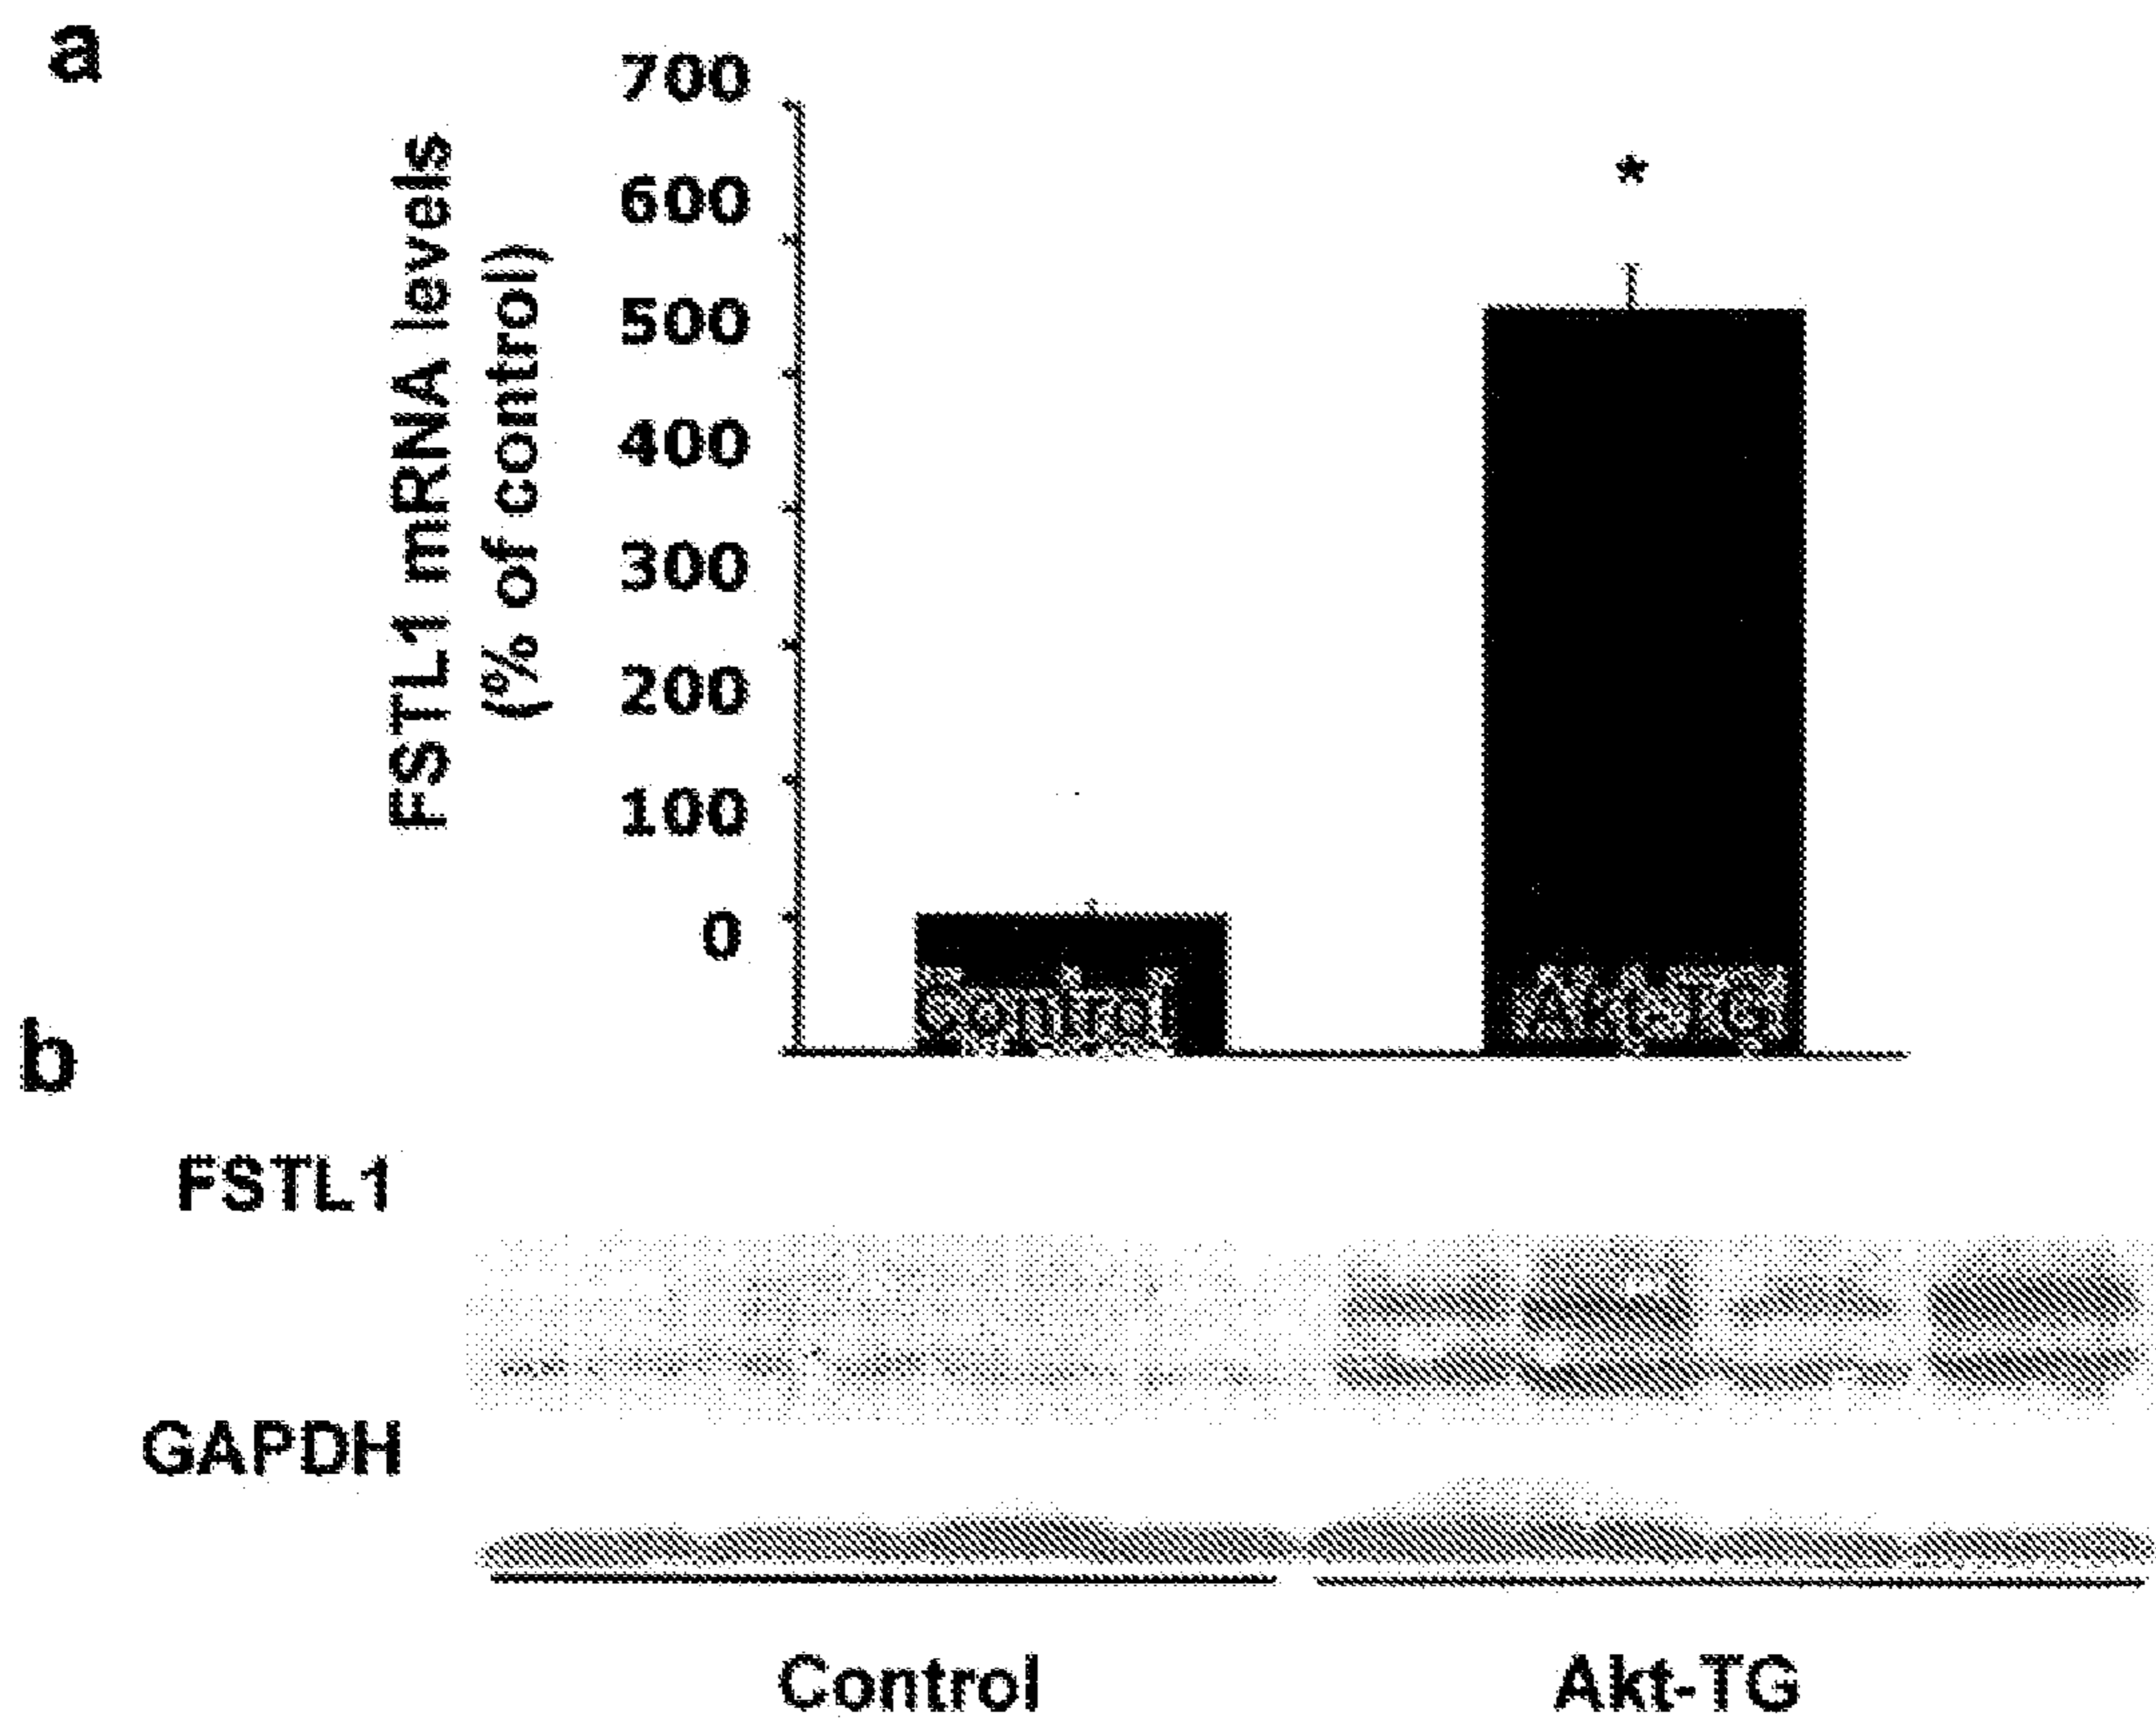 a
700
600
500
400
300
200
100
0
FSTL1 mRNA levels
(% of control)
*
Control
Akt-TG
b
FSTL1
GAPDH
Control
Akt-TG